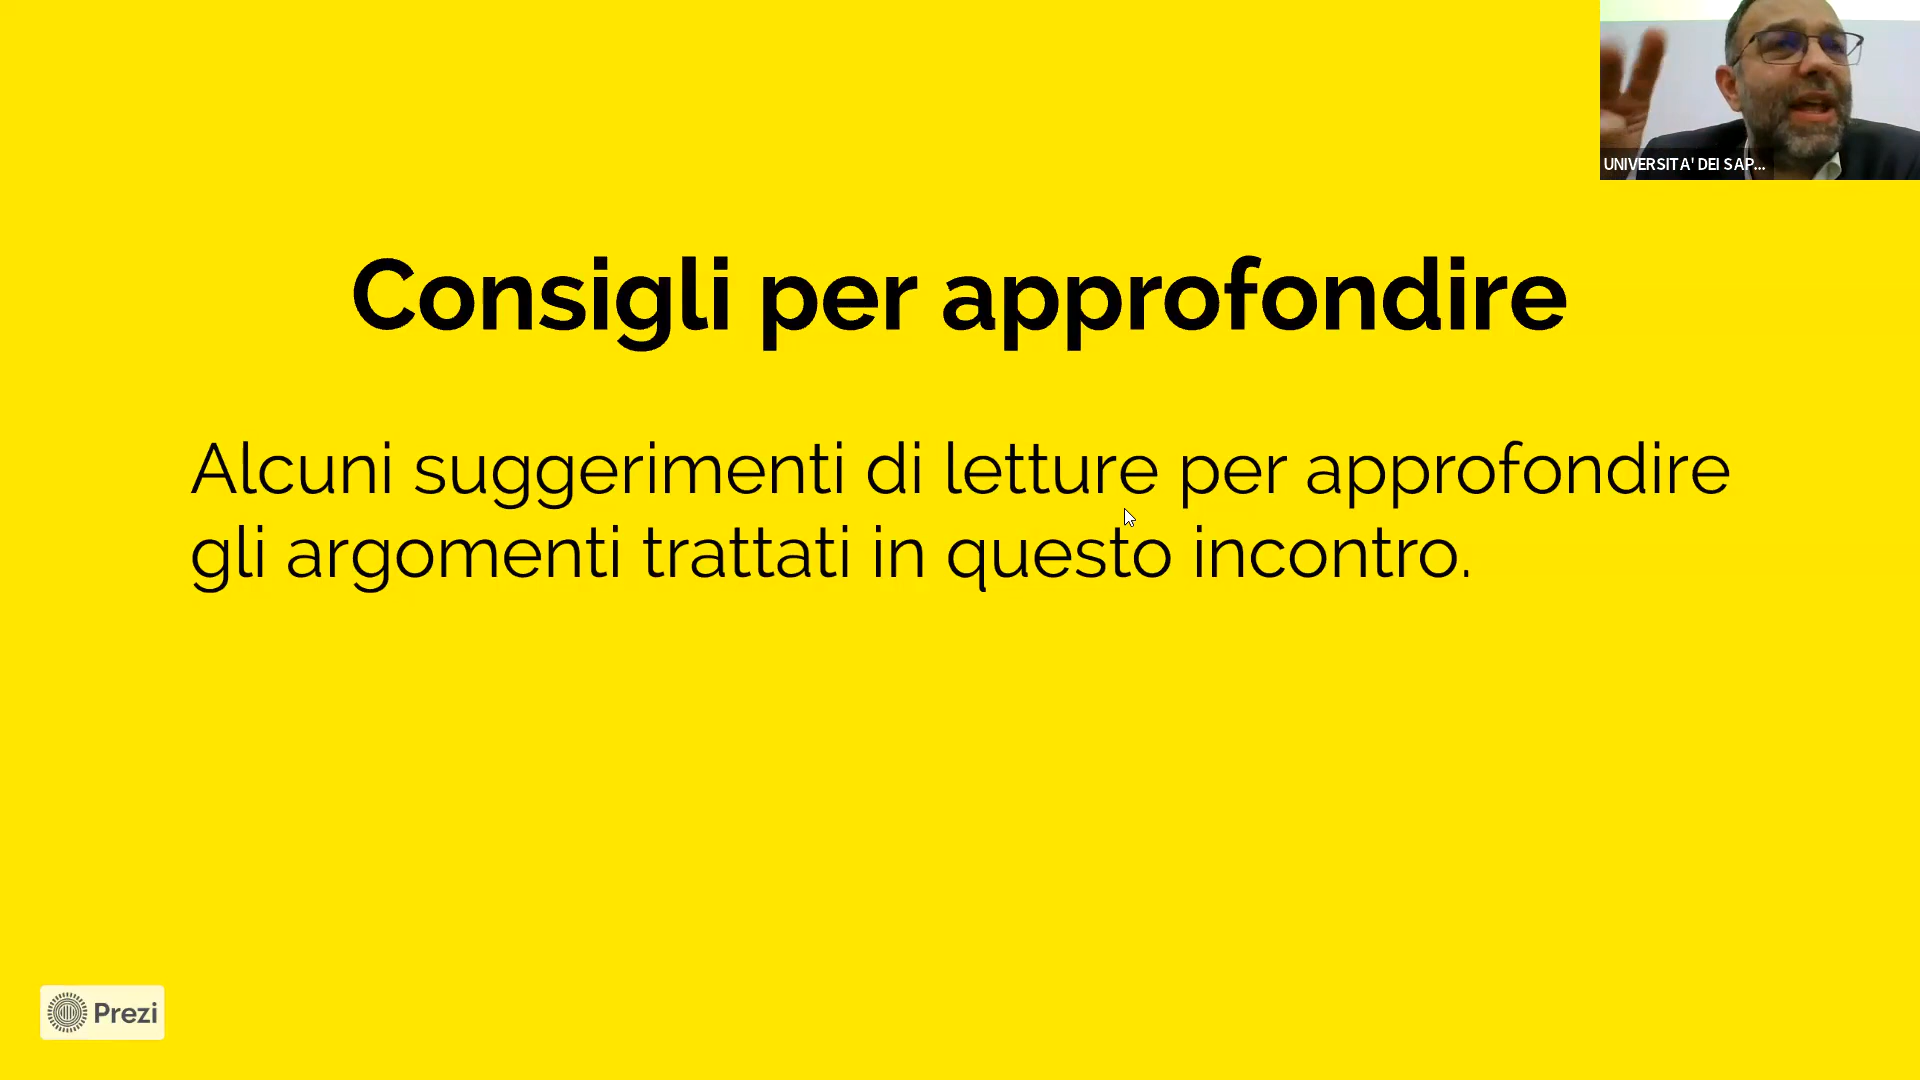 UNIVERSITA' DEI SAP...
Consigli per approfondire
Alcuni suggerimenti di letture per approfondire
gli argomenti trattati in questo incontro.
Prezi